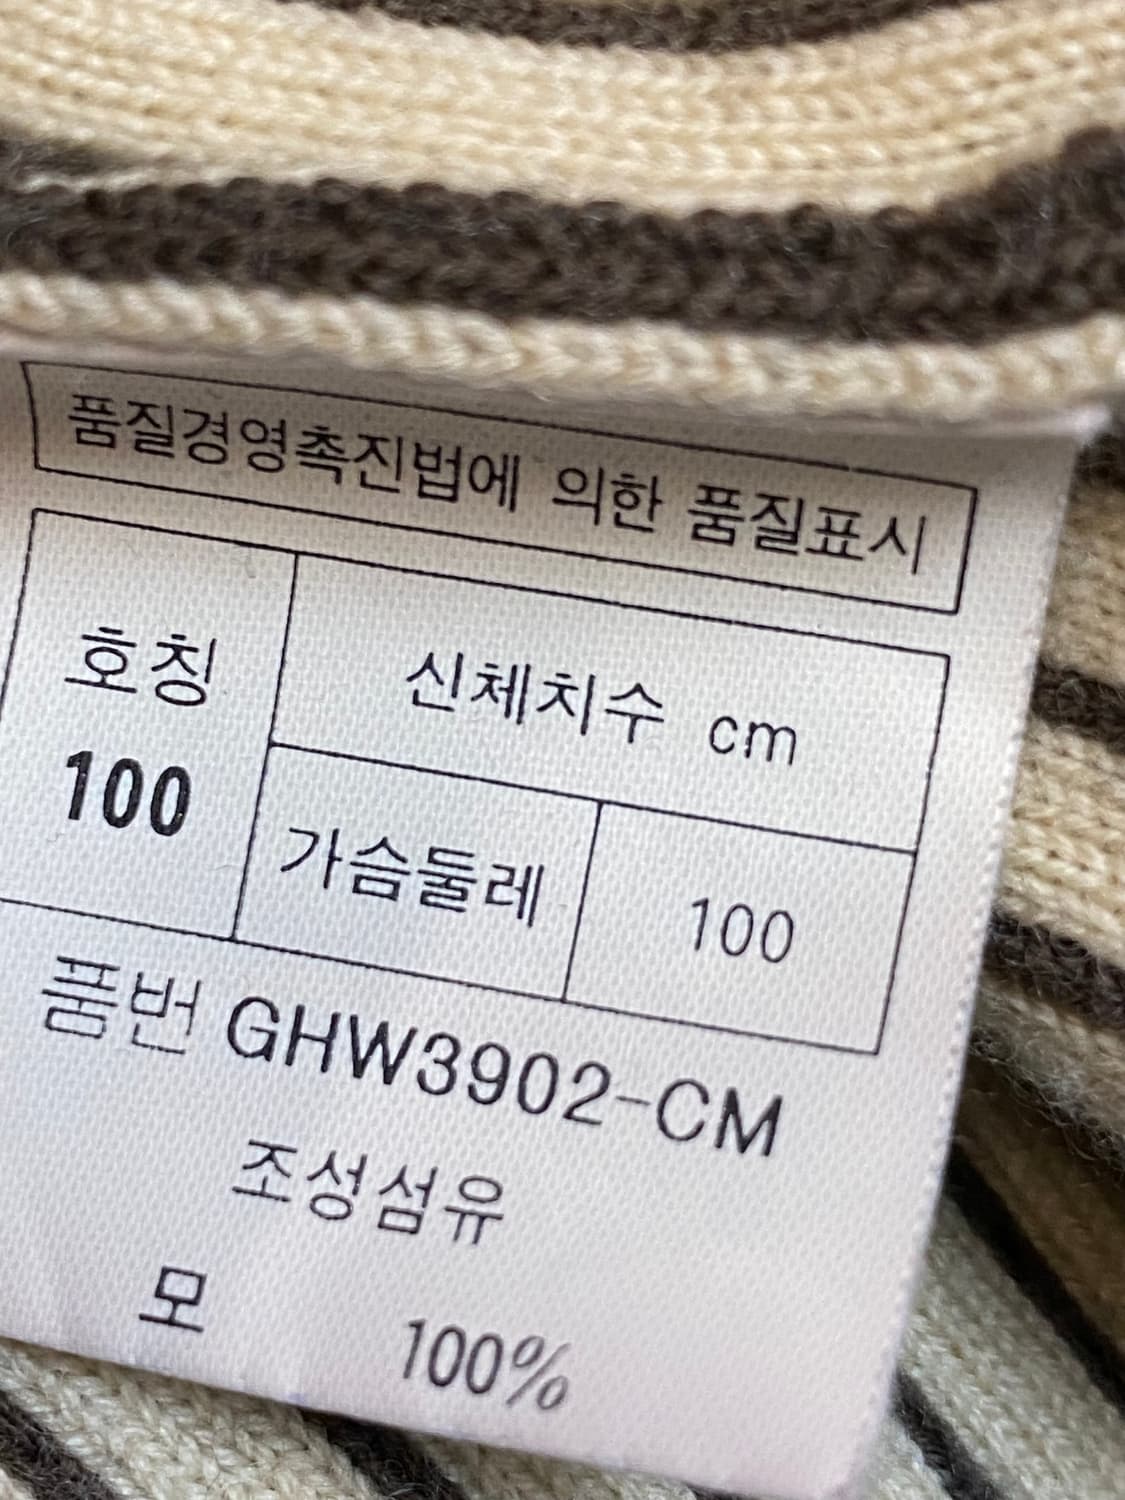 품질경영촉진법에 의한 품질표시
호칭
100
신체치수 cm
가슴둘레 100
품번 GHW3902-CM
조성섬유
모 100%